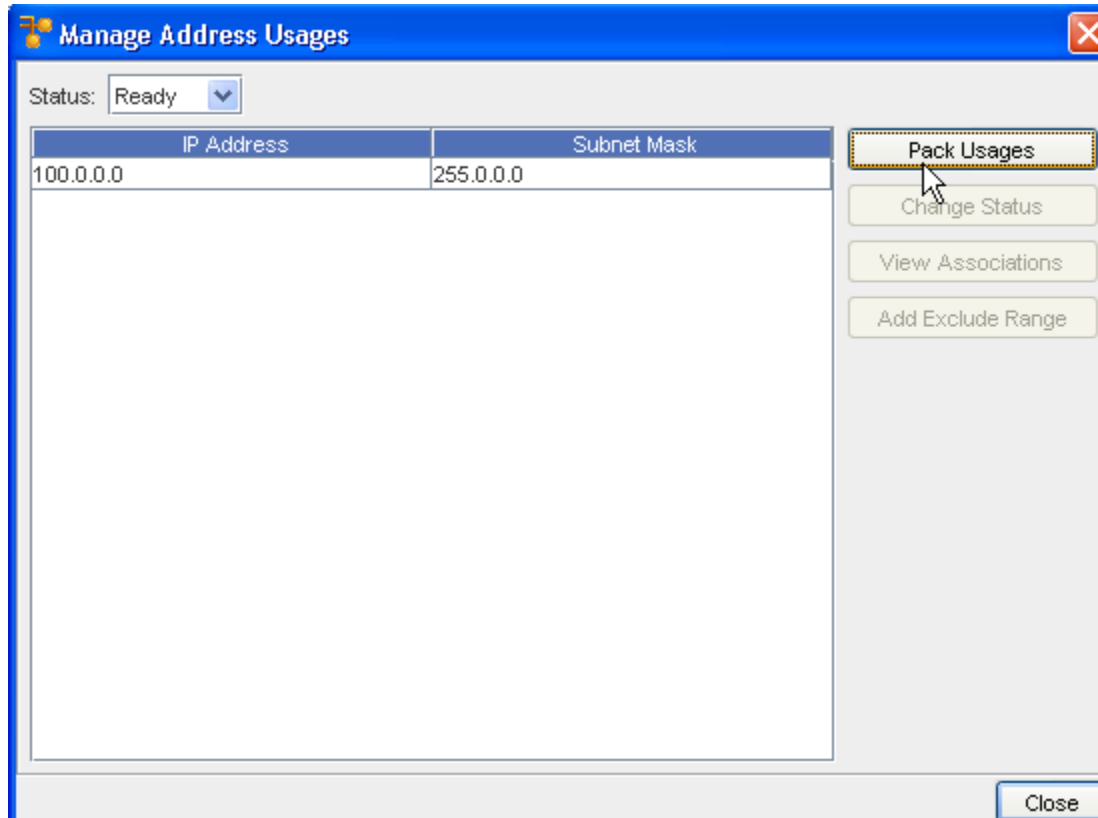 Manage Address Usages
Status: Ready
IP Address Subnet Mask
100.0.0.0 255.0.0.0
Pack Usages
Change Status
View Associations
Add Exclude Range
Close